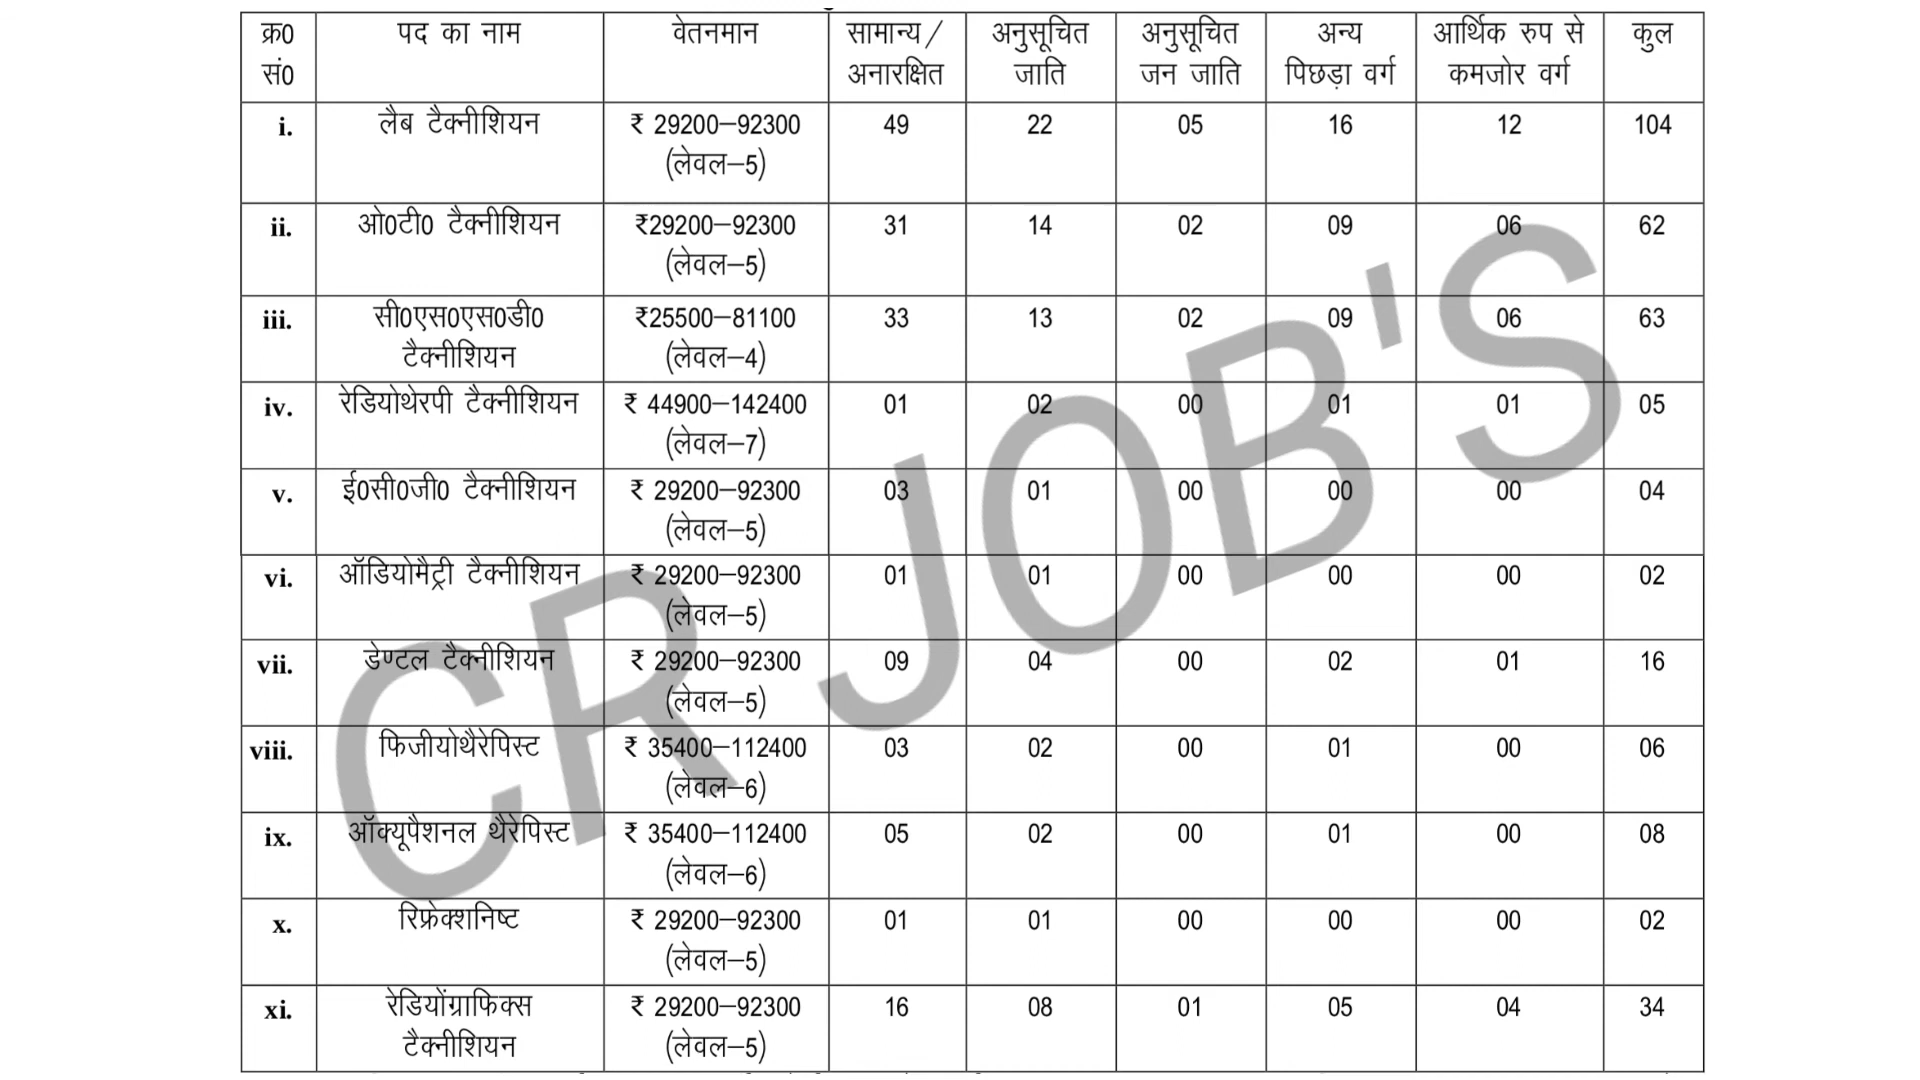 क्र0 सं0 पद का नाम वेतनमान सामान्य/अनारक्षित अनुसूचित जाति अनुसूचित जन जाति अन्य पिछड़ा वर्ग आर्थिक रुप से कमजोर वर्ग कुल
i. लैब टैक्नीशियन ₹ 29200–92300 (लेवल–5) 49 22 05 16 12 104
ii. ओ0टी0 टैक्नीशियन ₹29200–92300 (लेवल–5) 31 14 02 09 06 62
iii. सी0एस0एस0डी0 टैक्नीशियन ₹25500–81100 (लेवल–4) 33 13 02 09 06 63
iv. रेडियोथेरपी टैक्नीशियन ₹ 44900–142400 (लेवल–7) 01 02 00 01 01 05
v. ई0सी0जी0 टैक्नीशियन ₹ 29200–92300 (लेवल–5) 03 01 00 00 00 04
vi. ऑडियोमैट्री टैक्नीशियन ₹ 29200–92300 (लेवल–5) 01 01 00 00 00 02
vii. डेण्टल टैक्नीशियन ₹ 29200–92300 (लेवल–5) 09 04 00 02 01 16
viii. फिजीयोथैरेपिस्ट ₹ 35400–112400 (लेवल–6) 03 02 00 01 00 06
ix. ऑक्यूपैशनल थैरेपिस्ट ₹ 35400–112400 (लेवल–6) 05 02 00 01 00 08
x. रिफ्रेक्शनिष्ट ₹ 29200–92300 (लेवल–5) 01 01 00 00 00 02
xi. रेडियोंग्राफिक्स टैक्नीशियन ₹ 29200–92300 (लेवल–5) 16 08 01 05 04 34
CR JOB'S